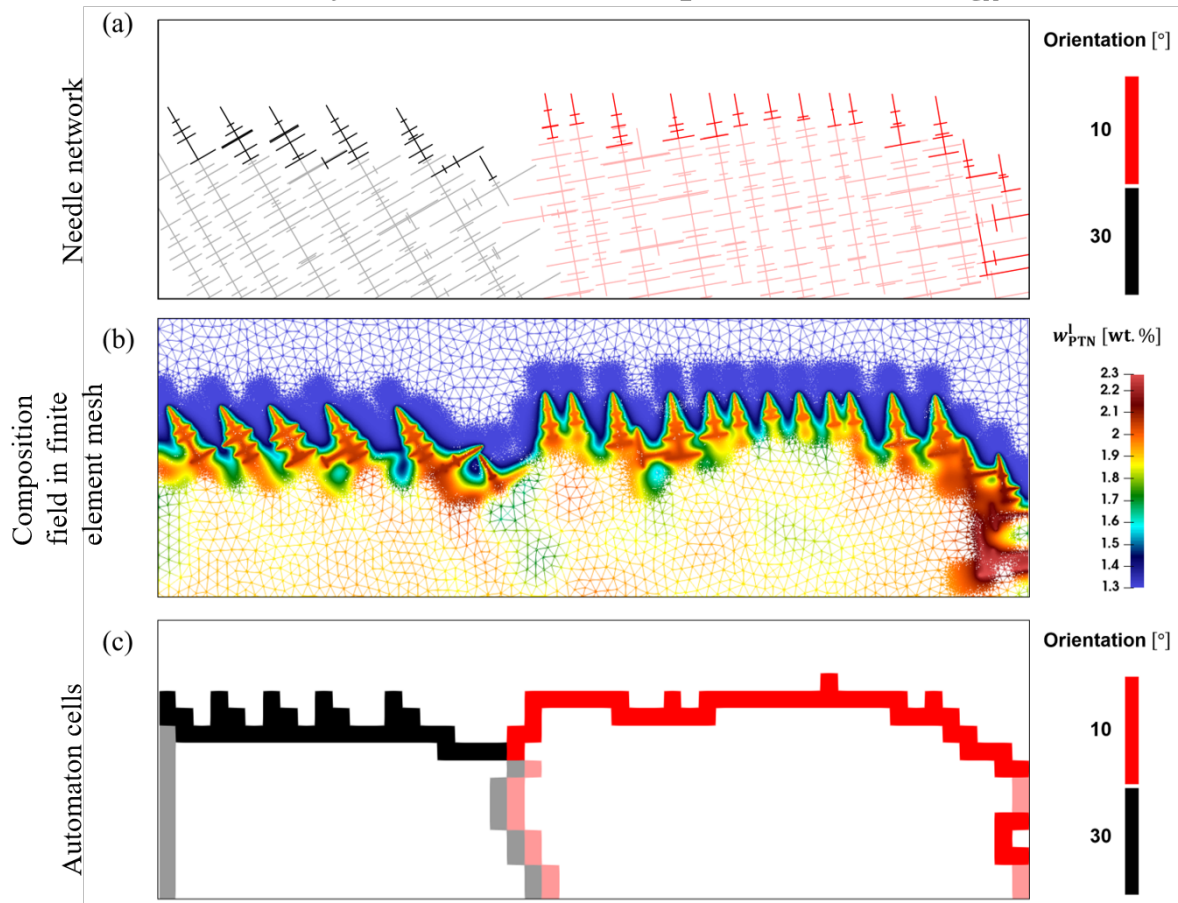 (a)
Needle network
Orientation [°]
10
30
(b)
Composition
field in finite
element mesh
w^l_PTN [wt. %]
2.3
2.2
2.1
2
1.9
1.8
1.7
1.6
1.5
1.4
1.3
(c)
Automaton cells
Orientation [°]
10
30